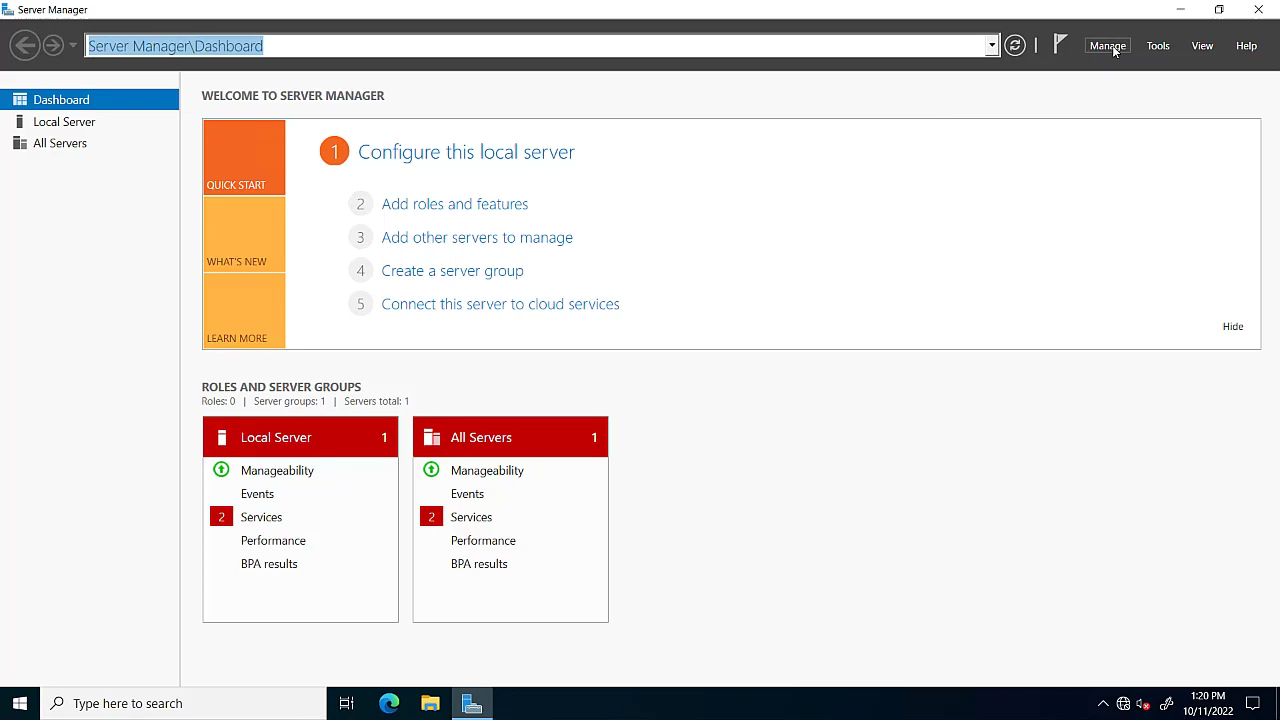 Server Manager
Server Manager\Dashboard
Manage
Tools
View
Help
Dashboard
Local Server
All Servers
WELCOME TO SERVER MANAGER
QUICK START
WHAT'S NEW
LEARN MORE
1 Configure this local server
2 Add roles and features
3 Add other servers to manage
4 Create a server group
5 Connect this server to cloud services
Hide
ROLES AND SERVER GROUPS
Roles: 0 | Server groups: 1 | Servers total: 1
Local Server 1
Manageability
Events
2 Services
Performance
BPA results
All Servers 1
Manageability
Events
2 Services
Performance
BPA results
Type here to search
1:20 PM
10/11/2022